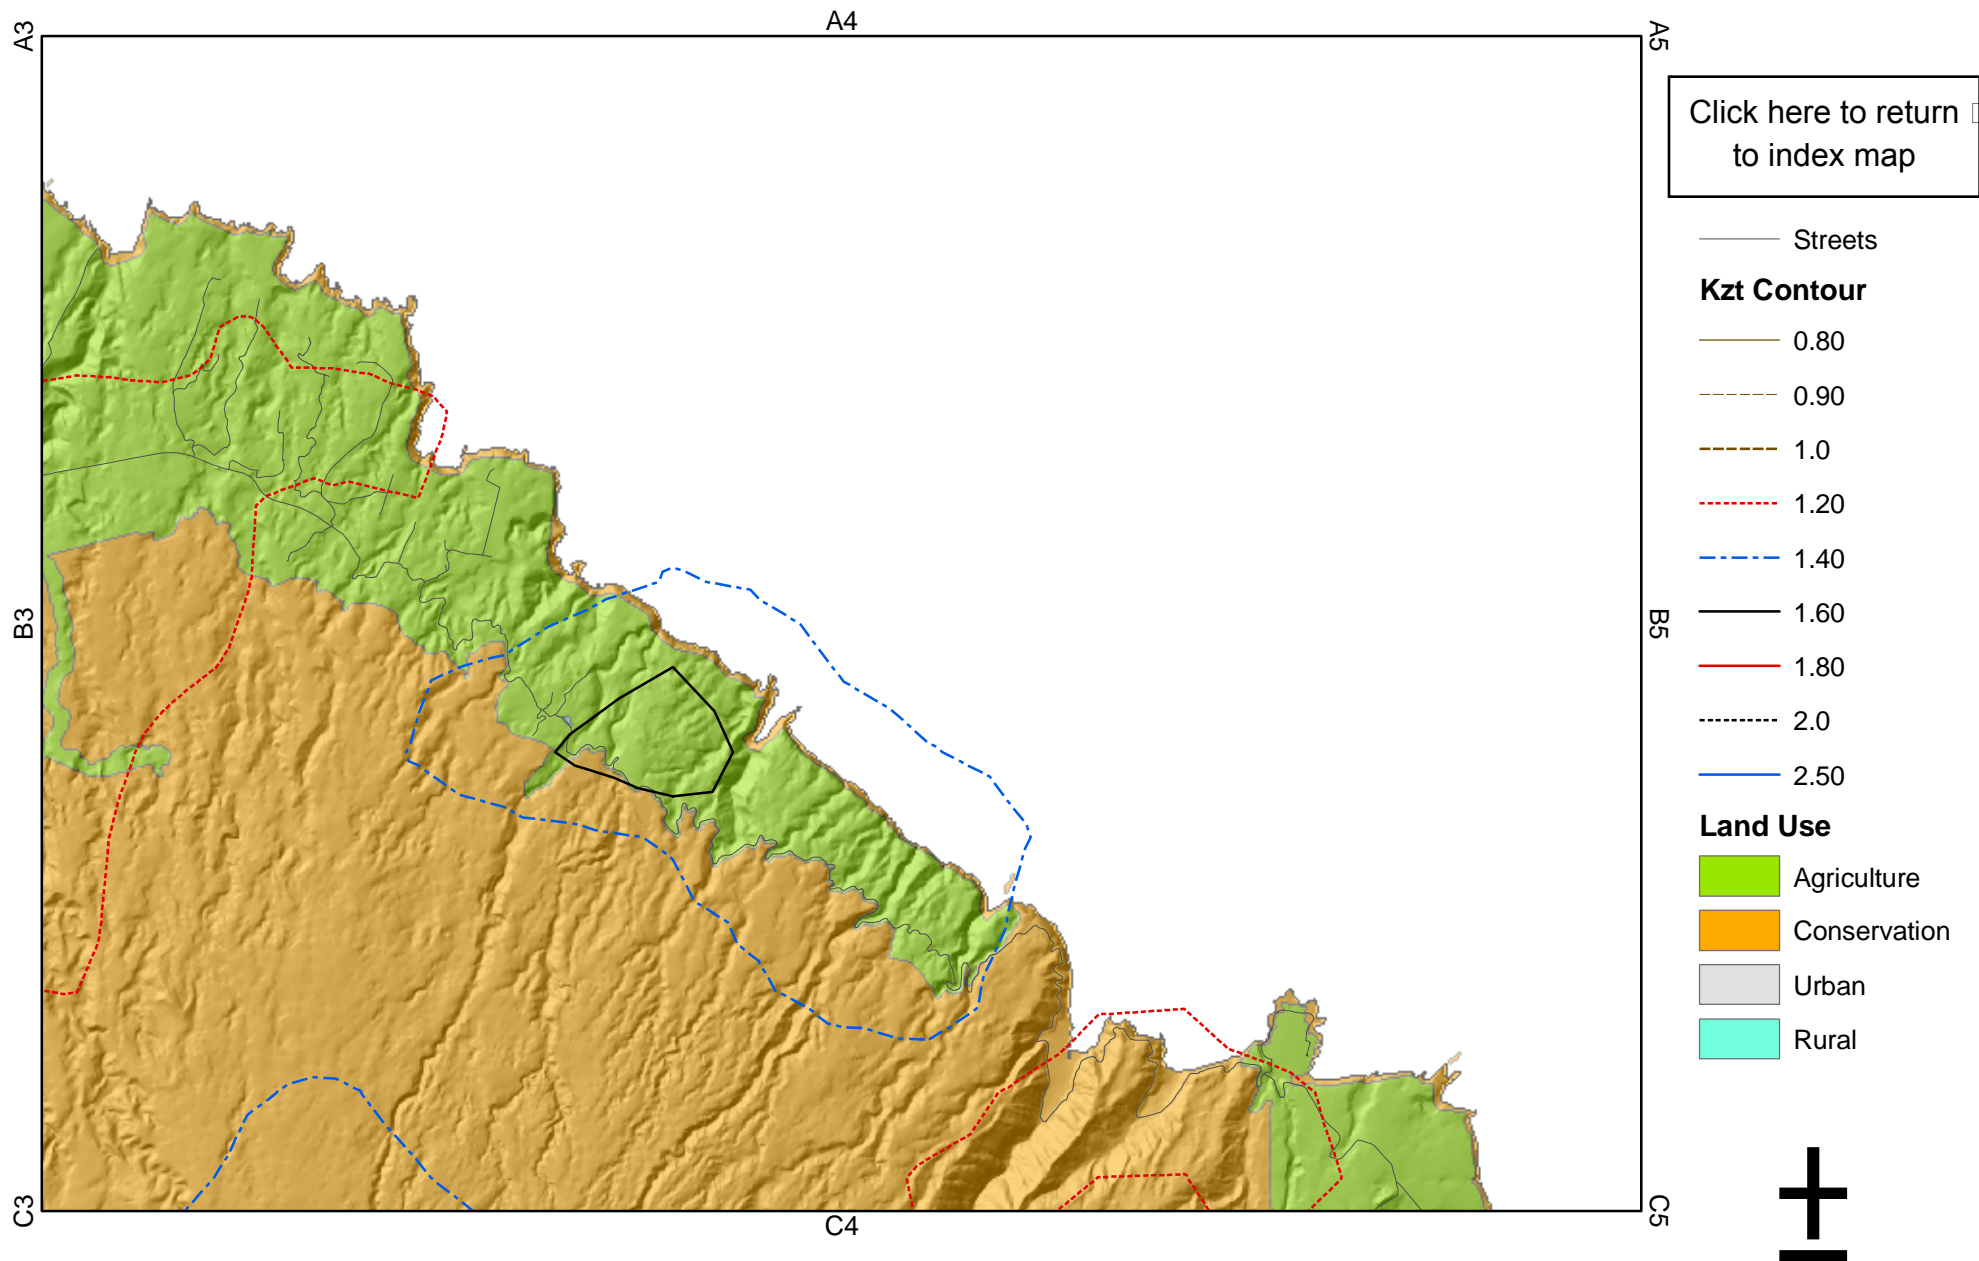 A3
A4
A5
Click here to return
to index map
Streets
Kzt Contour
0.80
0.90
1.0
1.20
1.40
1.60
1.80
2.0
2.50
Land Use
Agriculture
Conservation
Urban
Rural
B3
B5
C3
C4
C5